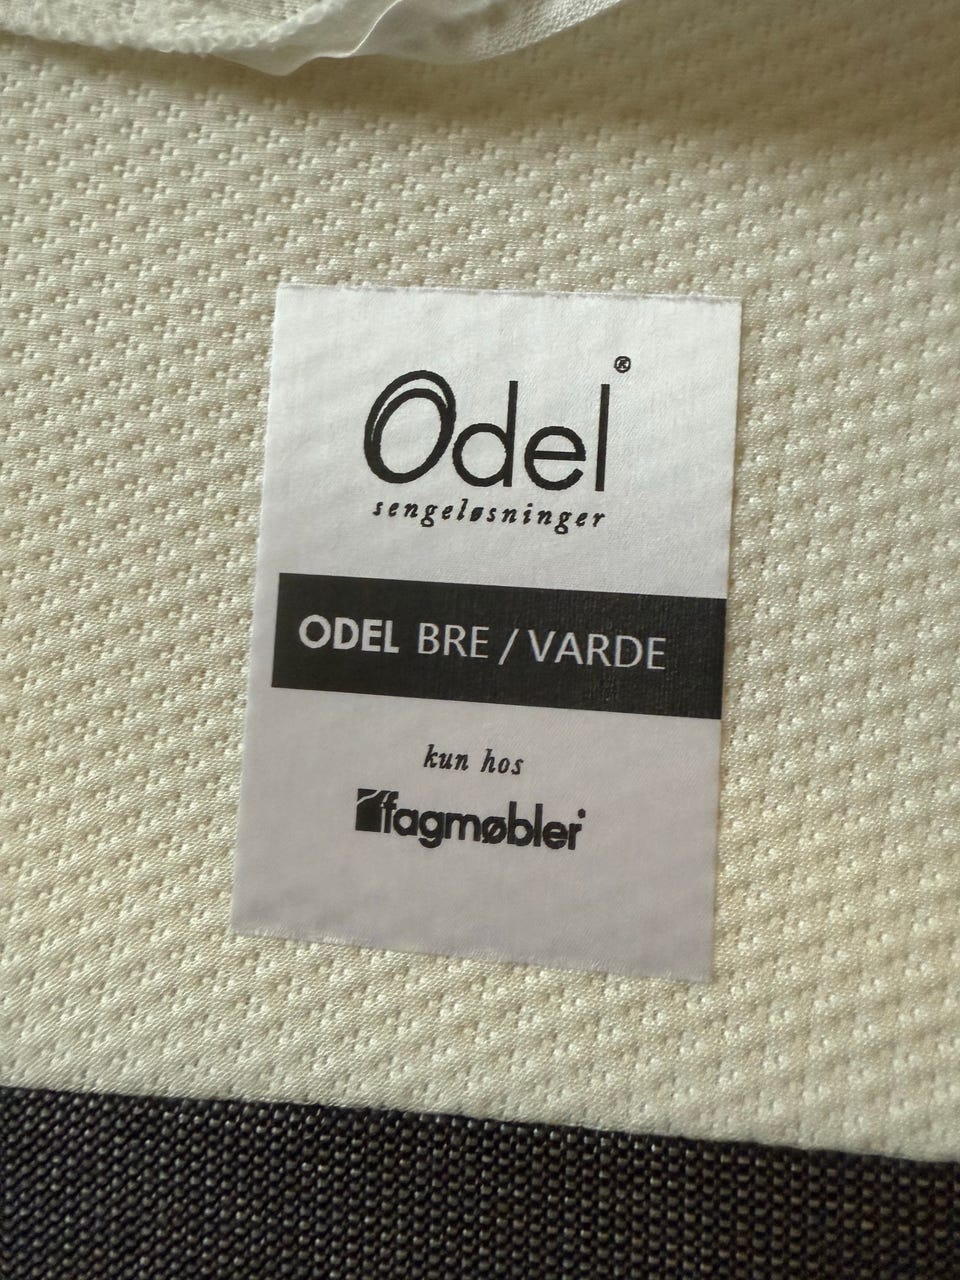 Odel®
sengeløsninger
ODEL BRE / VARDE
kun hos
fagmøbler